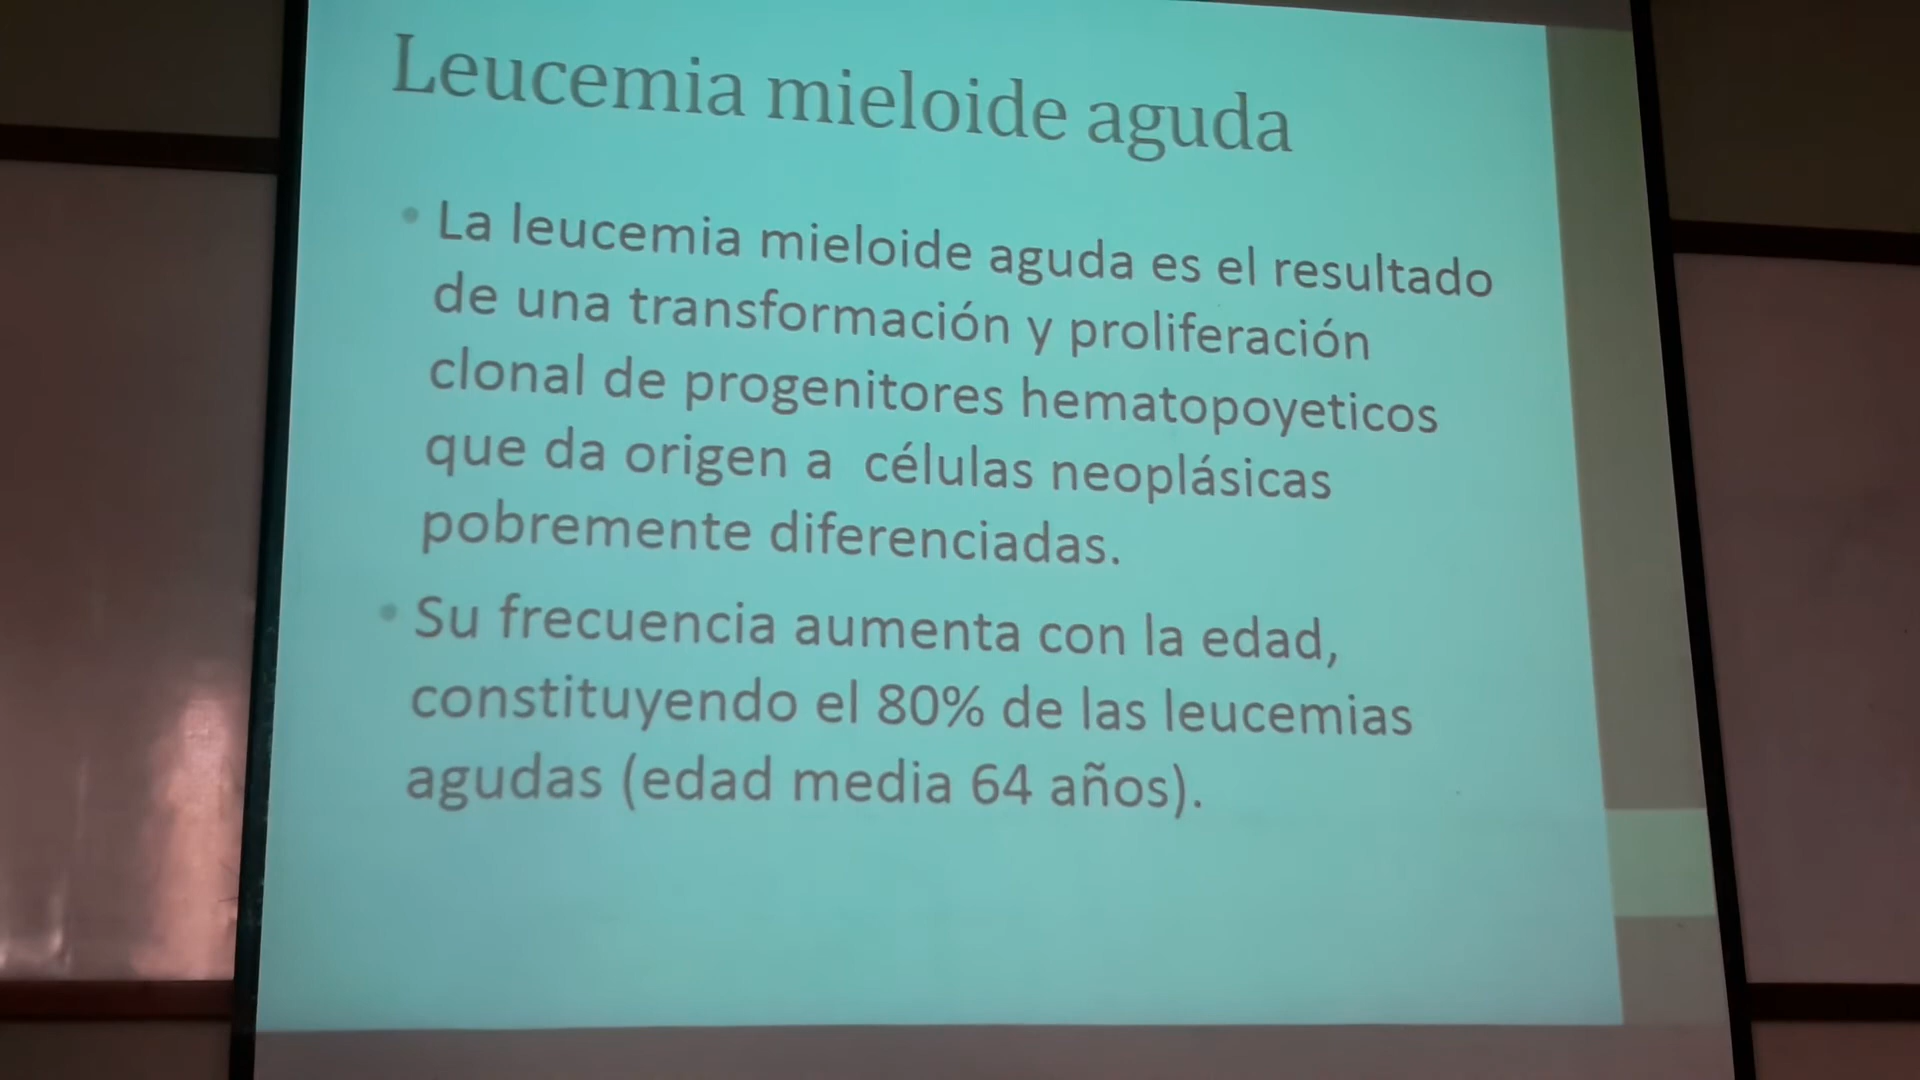 Leucemia mieloide aguda
• La leucemia mieloide aguda es el resultado
de una transformación y proliferación
clonal de progenitores hematopoyeticos
que da origen a células neoplásicas
pobremente diferenciadas.
• Su frecuencia aumenta con la edad,
constituyendo el 80% de las leucemias
agudas (edad media 64 años).